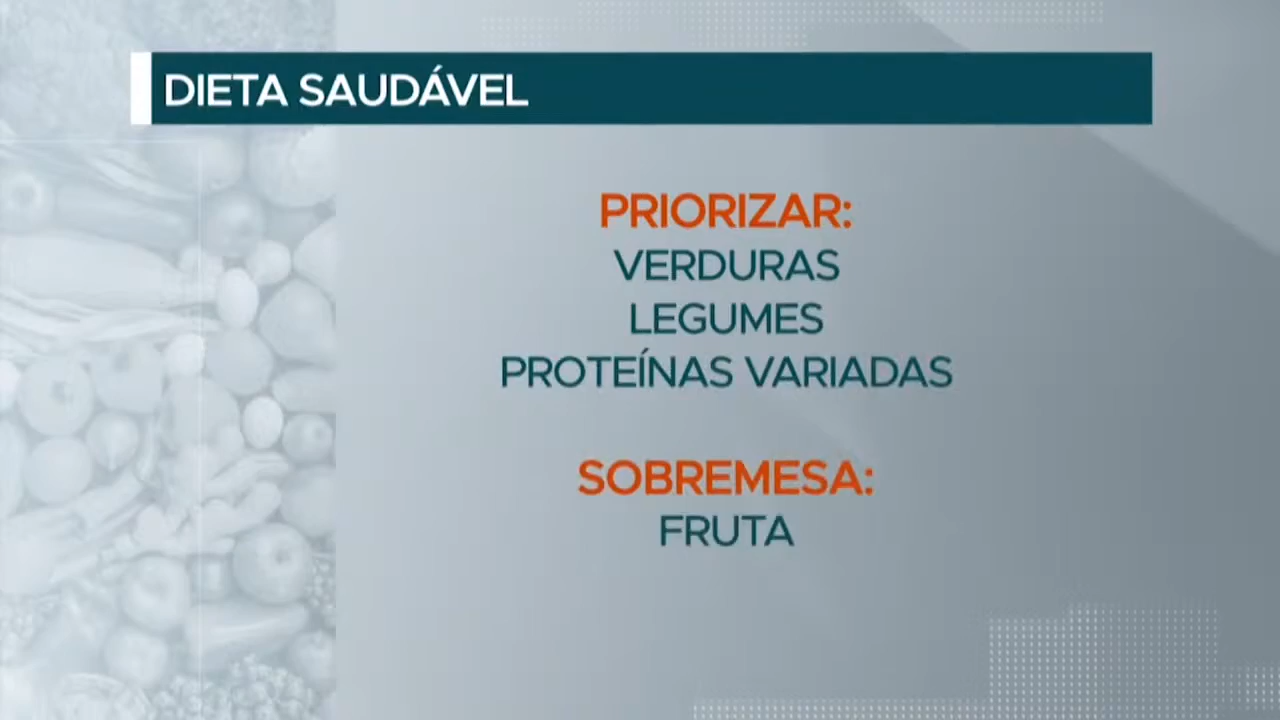 DIETA SAUDÁVEL
PRIORIZAR:
VERDURAS
LEGUMES
PROTEÍNAS VARIADAS
SOBREMESA:
FRUTA